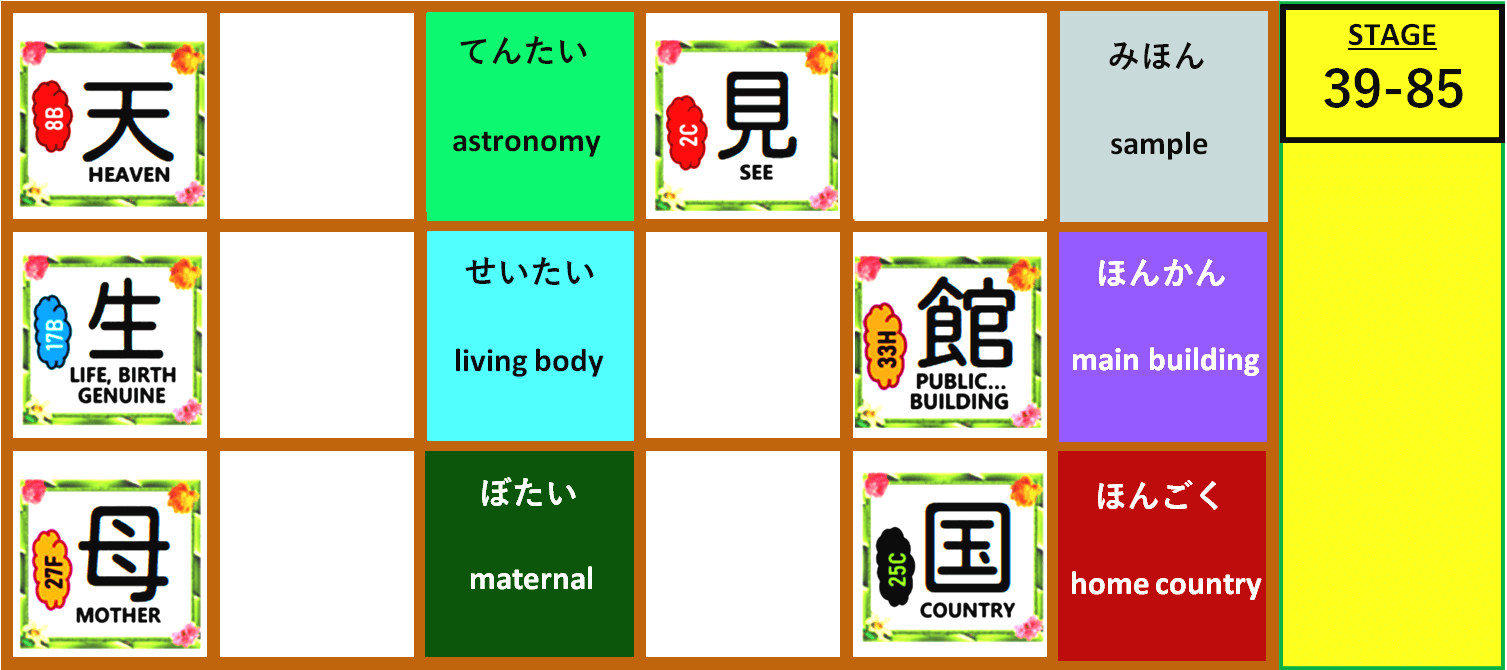 8B
天
HEAVEN
てんたい
astronomy
2C
見
SEE
みほん
sample
STAGE
39-85
17B
生
LIFE, BIRTH
GENUINE
せいたい
living body
33H
館
PUBLIC...
BUILDING
ほんかん
main building
27F
母
MOTHER
ぼたい
maternal
25C
国
COUNTRY
ほんごく
home country